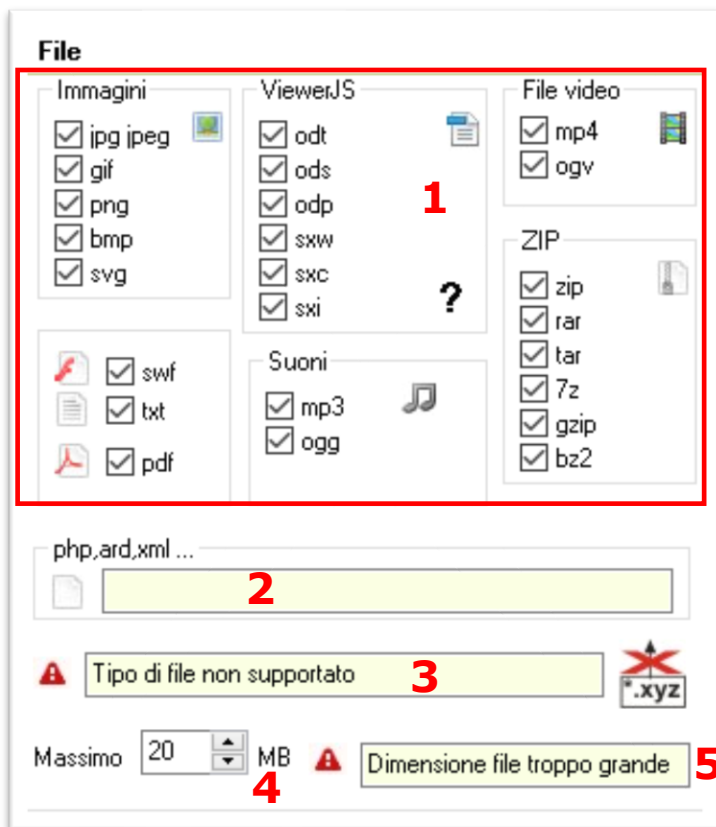 File
Immagini
jpg jpeg
gif
png
bmp
svg
ViewerJS
odt
ods
odp
sxw
sxc
sxi
1
?
File video
mp4
ogv
ZIP
zip
rar
tar
7z
gzip
bz2
swf
txt
pdf
Suoni
mp3
ogg
php,ard,xml ...
2
Tipo di file non supportato
3
*.xyz
Massimo 20 MB
4
Dimensione file troppo grande
5